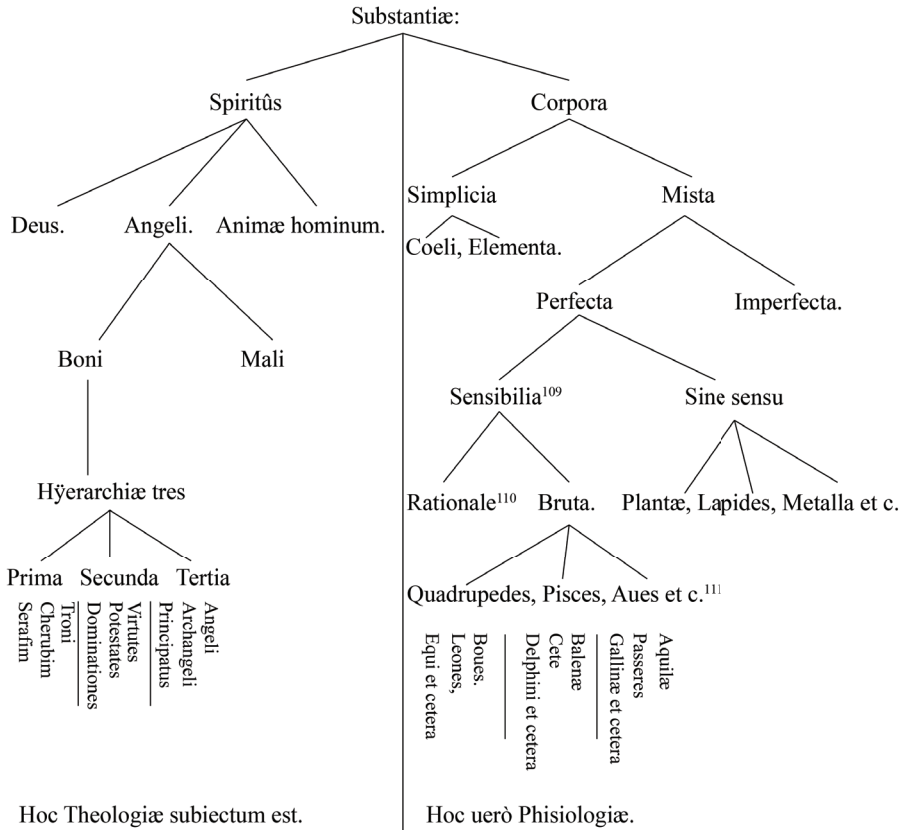 Substantiæ:
Spiritûs
Corpora
Deus.
Angeli.
Animæ hominum.
Simplicia
Mista
Coeli, Elementa.
Perfecta
Imperfecta.
Boni
Mali
Sensibilia109
Sine sensu
Hÿerarchiæ tres
Rationale110
Bruta.
Plantæ, Lapides, Metalla et c.
Prima
Secunda
Tertia
Quadrupedes, Pisces, Aues et c.111
Serafim
Cherubim
Troni
Dominationes
Potestates
Virtutes
Principatus
Archangeli
Angeli
Equi et cetera
Leones,
Boues.
Delphini et cetera
Cete
Balenæ
Gallinæ et cetera
Passeres
Aquilæ
Hoc Theologiæ subiectum est.
Hoc uerò Phisiologiæ.